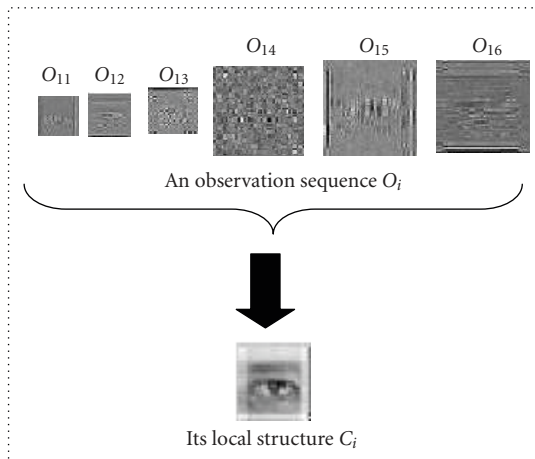 O11 O12 O13 O14 O15 O16
An observation sequence Oi
Its local structure Ci